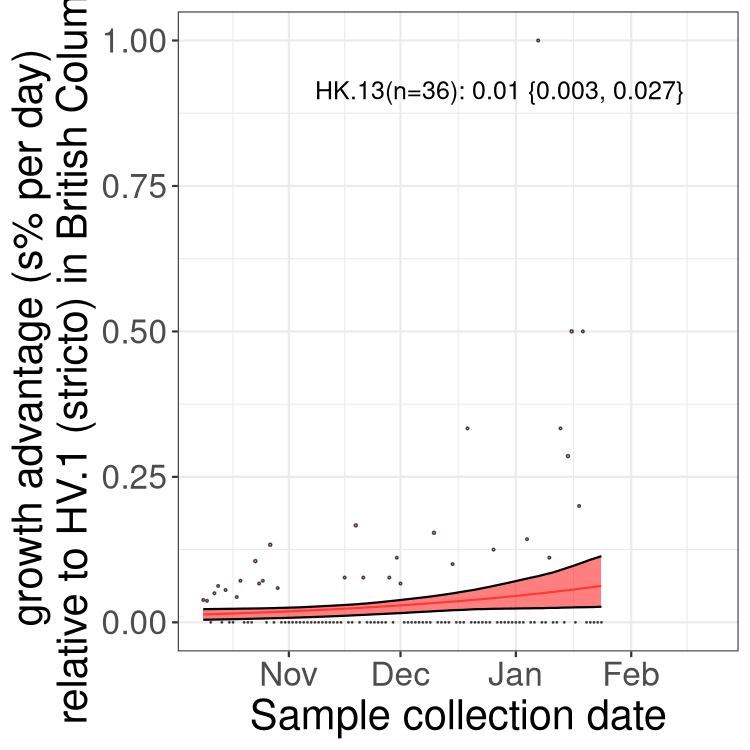 growth advantage (s% per day)
relative to HV.1 (stricto) in British Colum
1.00
0.75
0.50
0.25
0.00
HK.13(n=36): 0.01 {0.003, 0.027}
Nov Dec Jan Feb
Sample collection date